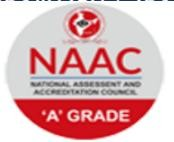 NAAC
NATIONAL ASSESSMENT AND
ACCREDITATION COUNCIL
'A' GRADE